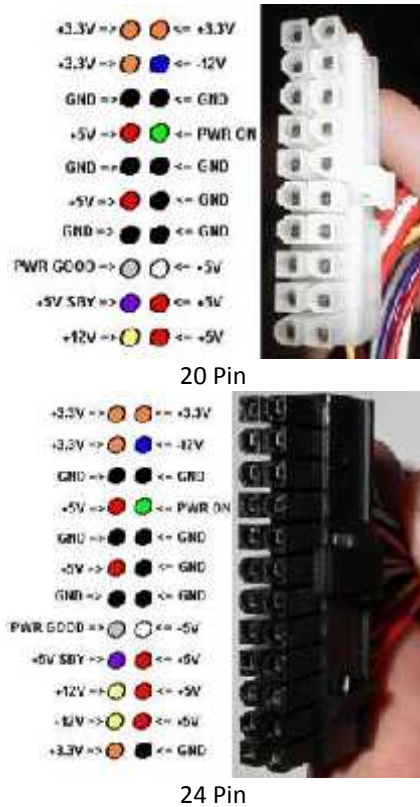 +3.3V => <= +3.3V
+3.3V => <= -12V
GND => <= GND
+5V => <= PWR ON
GND => <= GND
+5V => <= GND
GND => <= GND
PWR GOOD => <= -5V
+5V SBY => <= +5V
+12V => <= +5V
20 Pin
+3.3V => <= +3.3V
+3.3V => <= -12V
GND => <= GND
+5V => <= PWR ON
GND => <= GND
+5V => <= GND
GND => <= GND
PWR GOOD => <= -5V
+5V SBY => <= +5V
+12V => <= +5V
+12V => <= +5V
+3.3V => <= GND
24 Pin